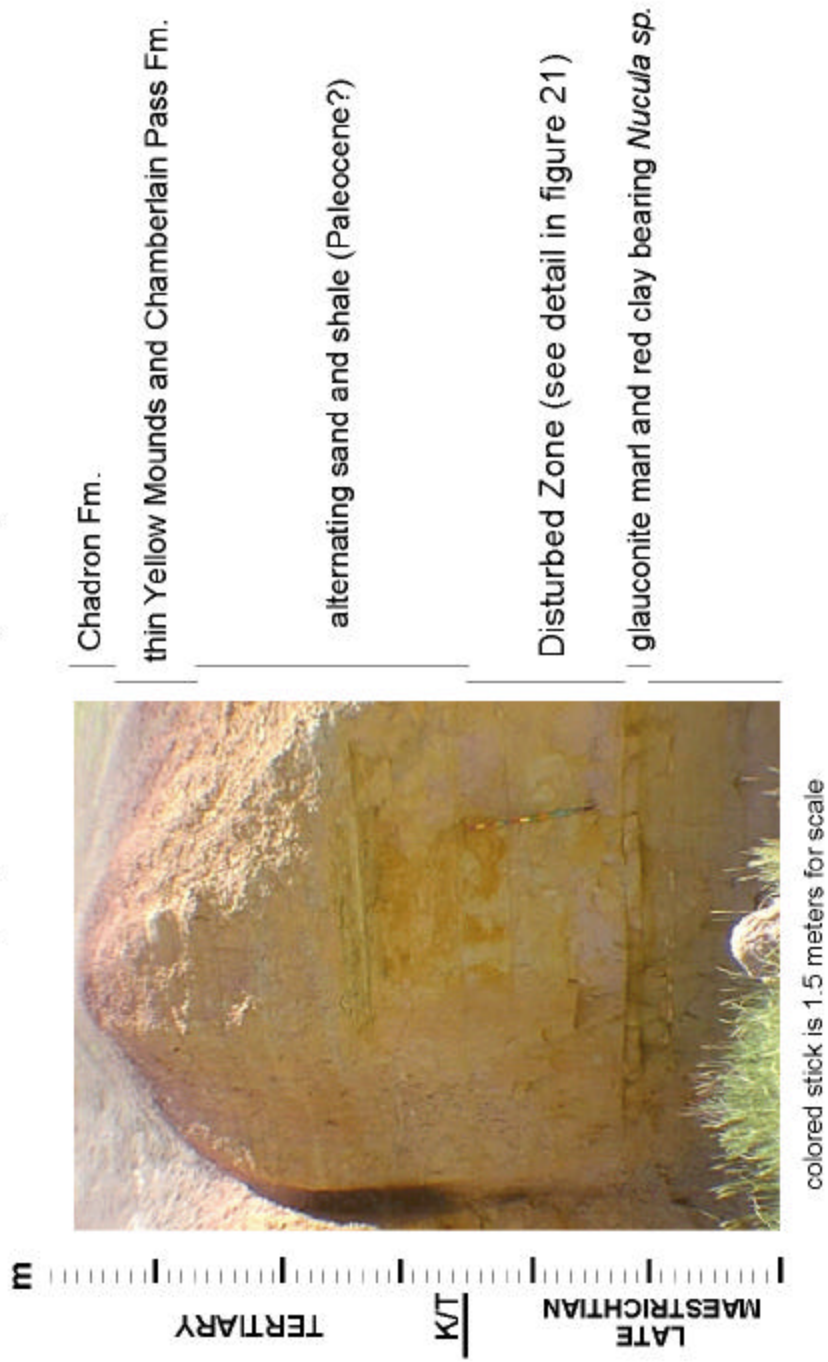 Chadron Fm.
thin Yellow Mounds and Chamberlain Pass Fm.
alternating sand and shale (Paleocene?)
Disturbed Zone (see detail in figure 21)
glauconite marl and red clay bearing Nucula sp.
m
TERTIARY
K/T
LATE
MAESTRICHTIAN
colored stick is 1.5 meters for scale